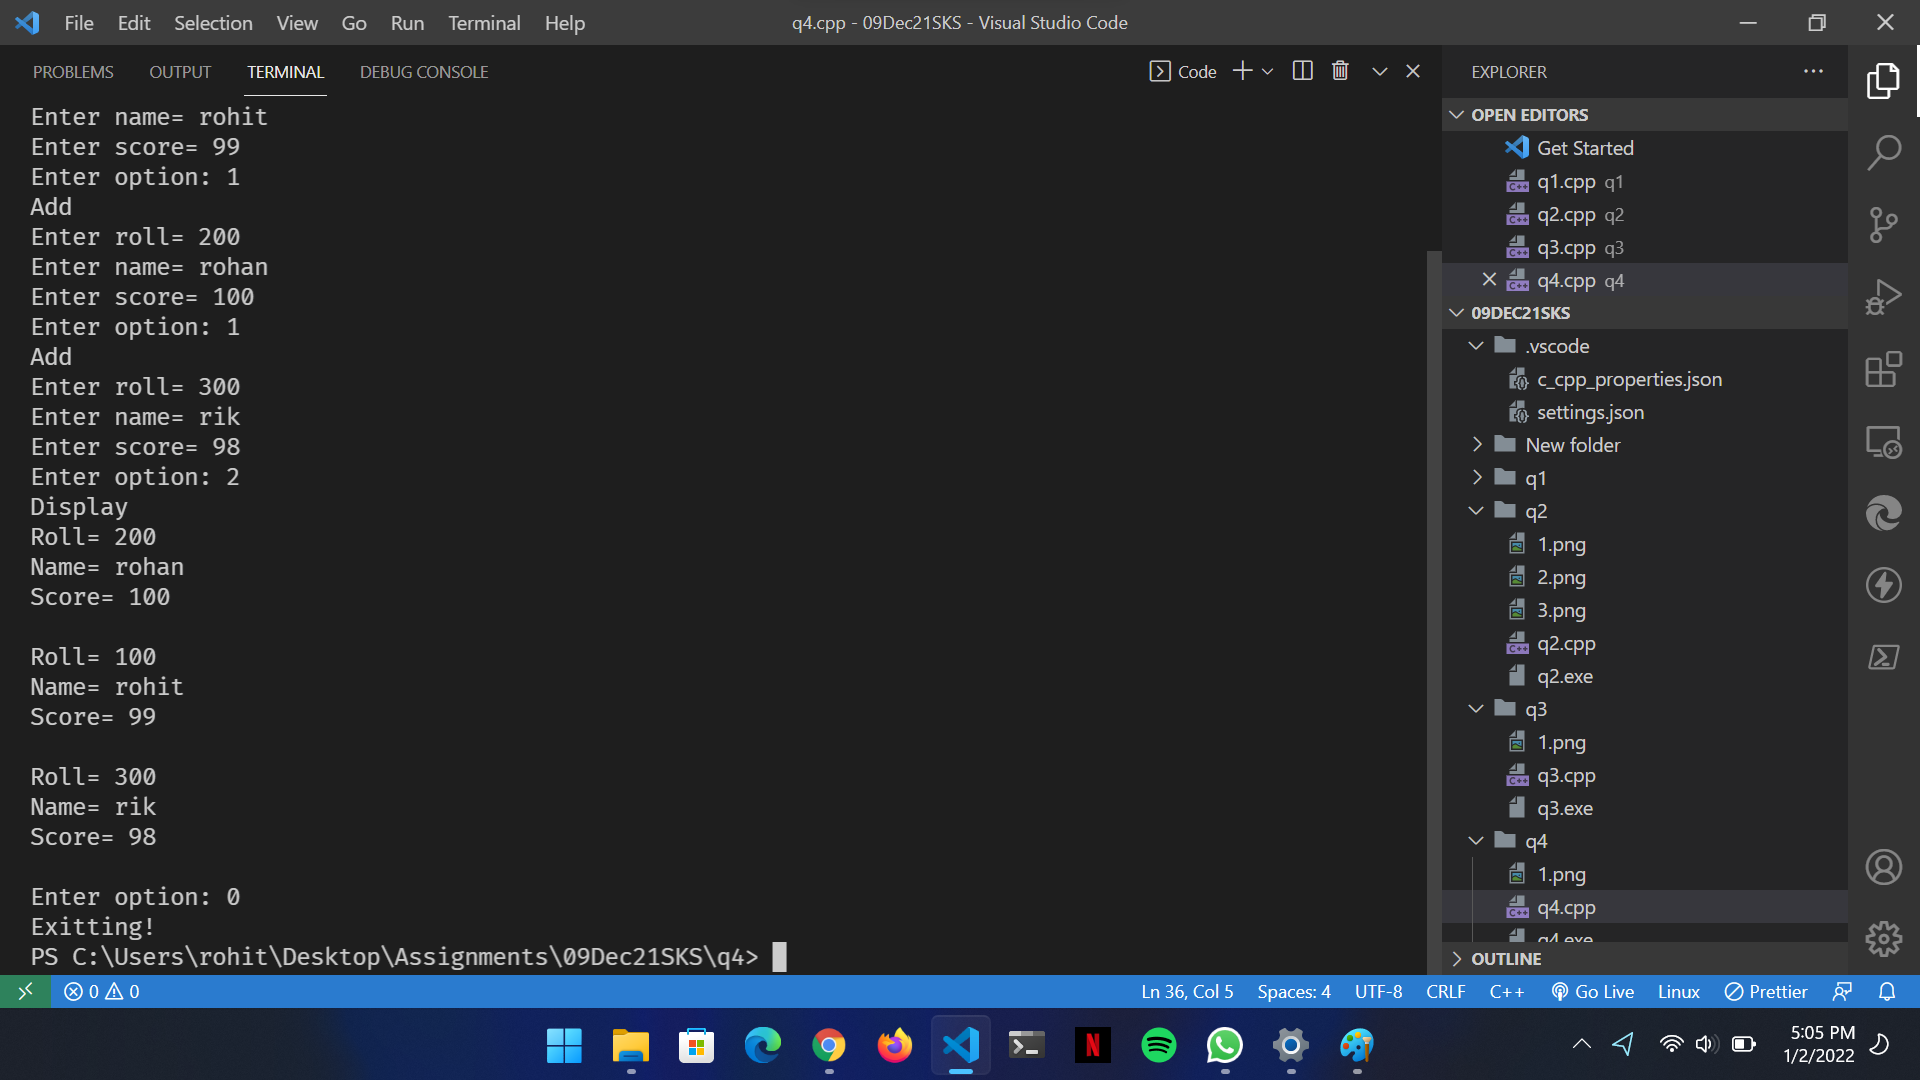 File Edit Selection View Go Run Terminal Help
q4.cpp - 09Dec21SKS - Visual Studio Code
PROBLEMS OUTPUT TERMINAL DEBUG CONSOLE
Code
Enter name= rohit
Enter score= 99
Enter option: 1
Add
Enter roll= 200
Enter name= rohan
Enter score= 100
Enter option: 1
Add
Enter roll= 300
Enter name= rik
Enter score= 98
Enter option: 2
Display
Roll= 200
Name= rohan
Score= 100
Roll= 100
Name= rohit
Score= 99
Roll= 300
Name= rik
Score= 98
Enter option: 0
Exitting!
PS C:\Users\rohit\Desktop\Assignments\09Dec21SKS\q4>
EXPLORER
OPEN EDITORS
Get Started
q1.cpp q1
q2.cpp q2
q3.cpp q3
q4.cpp q4
09DEC21SKS
.vscode
c_cpp_properties.json
settings.json
New folder
q1
q2
1.png
2.png
3.png
q2.cpp
q2.exe
q3
1.png
q3.cpp
q3.exe
q4
1.png
q4.cpp
q4.exe
OUTLINE
0 0
Ln 36, Col 5 Spaces: 4 UTF-8 CRLF C++ Go Live Linux Prettier
5:05 PM
1/2/2022